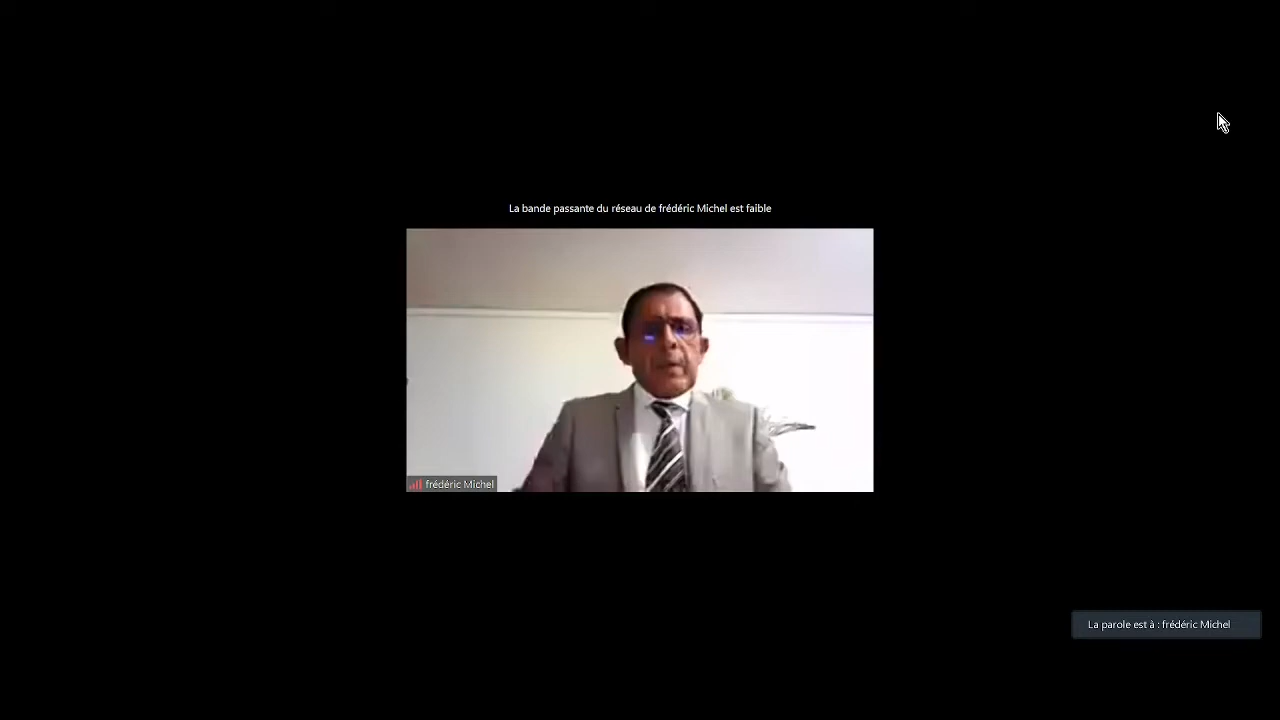 La bande passante du réseau de frédéric Michel est faible
frédéric Michel
La parole est à : frédéric Michel